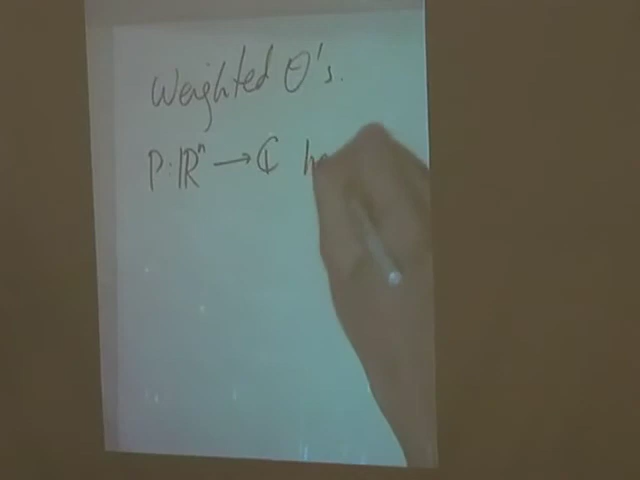 Weighted Θ's.
P: ℝⁿ → ℂ